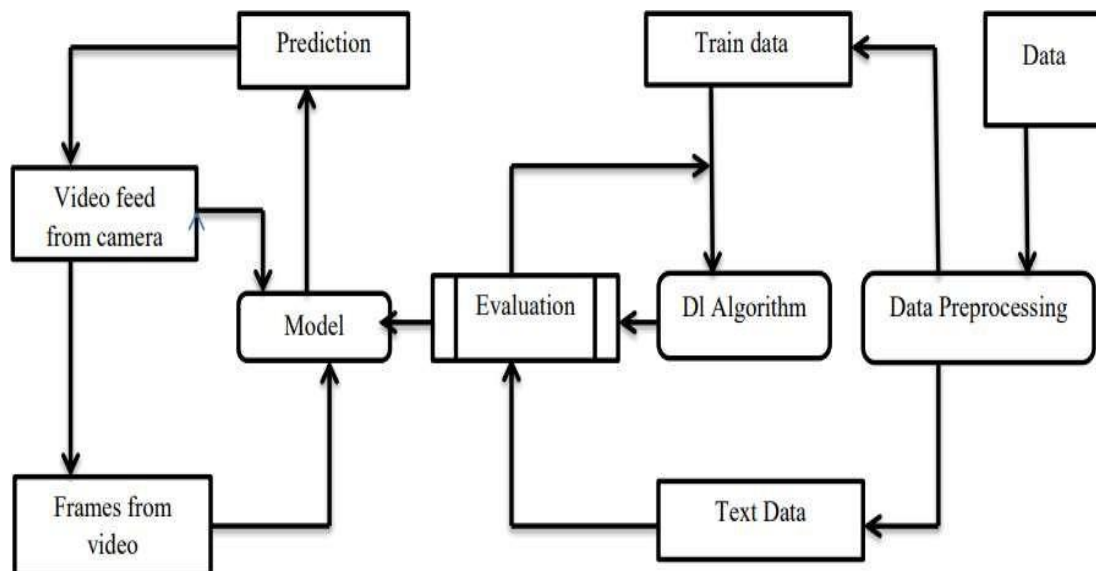 Prediction
Train data
Data
Video feed
from camera
Model
Evaluation
Dl Algorithm
Data Preprocessing
Frames from
video
Text Data